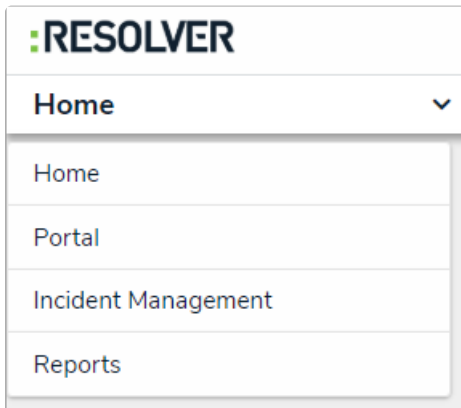 :RESOLVER
Home
Home
Portal
Incident Management
Reports